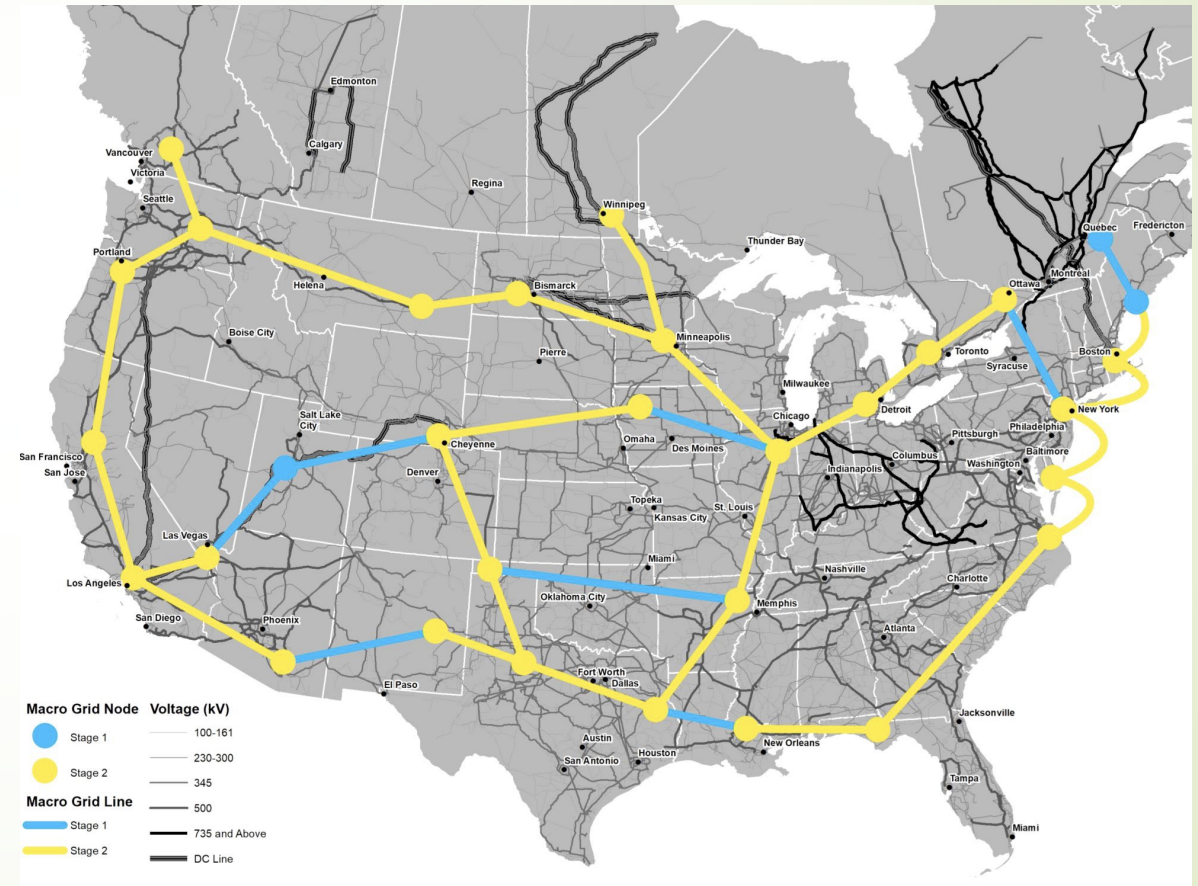 Edmonton
Calgary
Vancouver
Victoria
Seattle
Regina
Winnipeg
Thunder Bay
Québec
Fredericton
Portland
Helena
Bismarck
Montréal
Ottawa
Boise City
Minneapolis
Pierre
Toronto
Syracuse
Boston
Milwaukee
Detroit
New York
Salt Lake
City
Chicago
Philadelphia
Cheyenne
Omaha
Des Moines
Pittsburgh
Baltimore
San Francisco
San Jose
Denver
Indianapolis
Columbus
Washington
Topeka
Kansas City
St. Louis
Las Vegas
Miami
Nashville
Charlotte
Los Angeles
Oklahoma City
Memphis
San Diego
Phoenix
Atlanta
El Paso
Fort Worth
Dallas
Jacksonville
Austin
Houston
New Orleans
San Antonio
Tampa
Miami
Macro Grid Node
Stage 1
Stage 2
Macro Grid Line
Stage 1
Stage 2
Voltage (kV)
100-161
230-300
345
500
735 and Above
DC Line